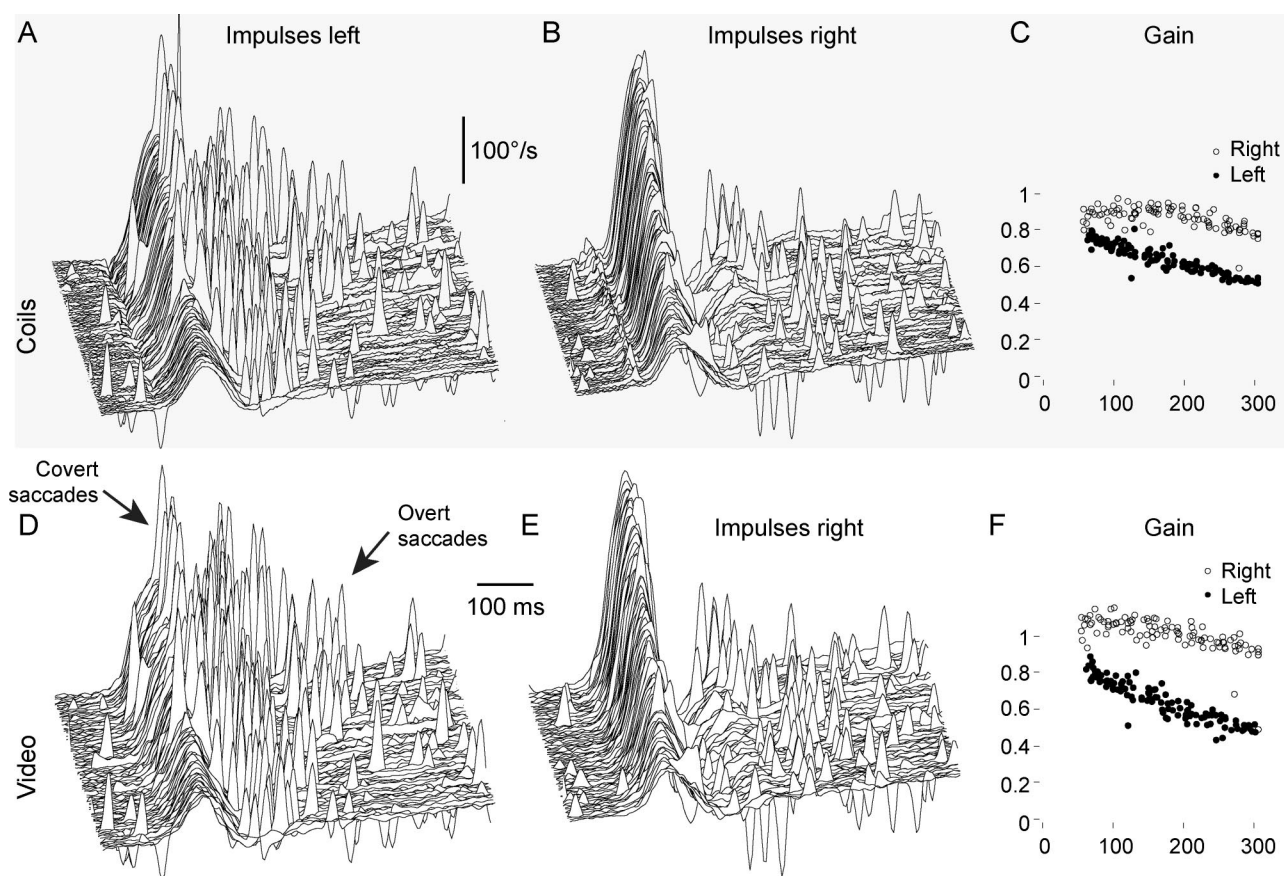 A
Impulses left
B
Impulses right
C
Gain
100°/s
Right
Left
1
0.8
0.6
0.4
0.2
0
0
100
200
300
Coils
Covert
saccades
Overt
saccades
D
E
Impulses right
F
Gain
100 ms
Right
Left
1
0.8
0.6
0.4
0.2
0
0
100
200
300
Video